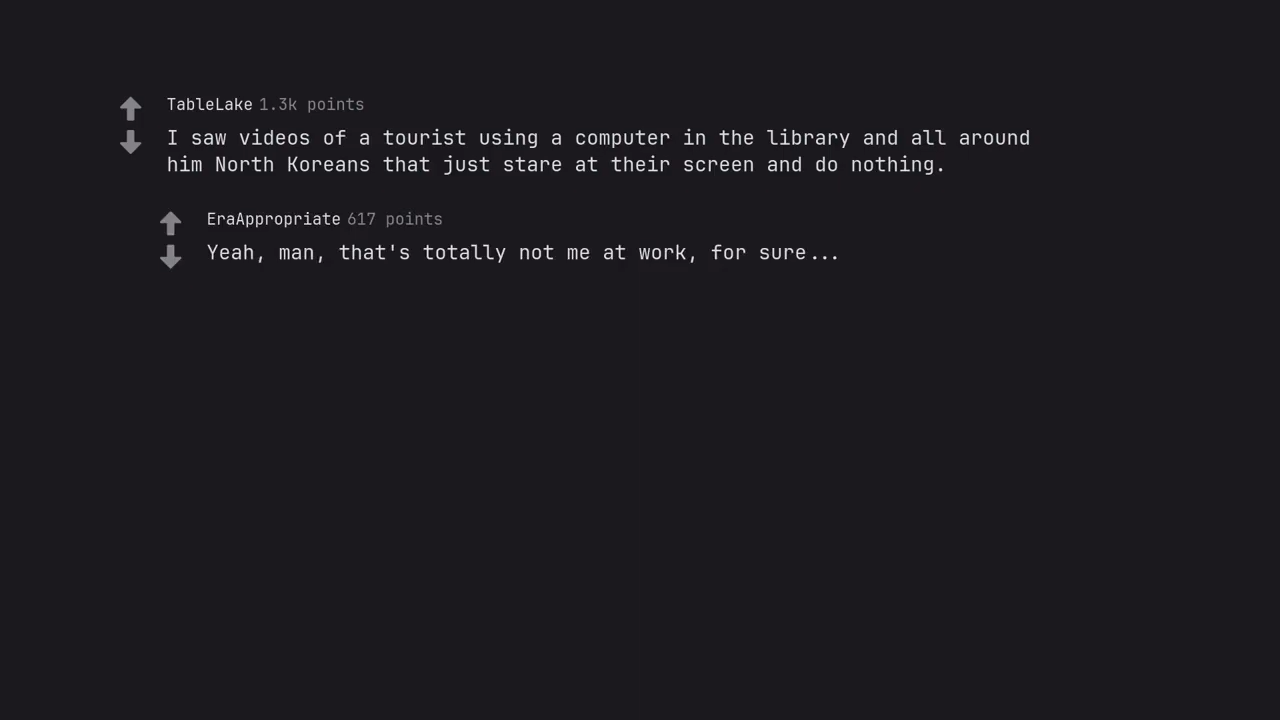 TableLake 1.3k points
I saw videos of a tourist using a computer in the library and all around
him North Koreans that just stare at their screen and do nothing.
EraAppropriate 617 points
Yeah, man, that's totally not me at work, for sure...